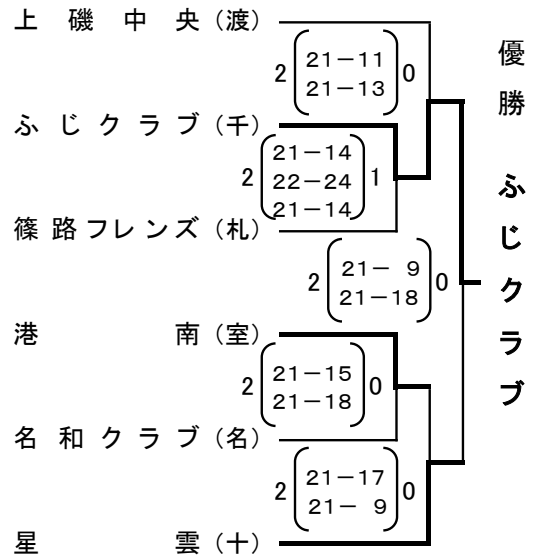 上磯中央（渡）
2 21－11 0
21－13
ふじクラブ（千）
21－14
2 22－24 1
21－14
篠路フレンズ（札）
2 21－ 9 0
21－18
港南（室）
2 21－15 0
21－18
名和クラブ（名）
2 21－17 0
21－ 9
星雲（十）
優勝 ふじクラブ